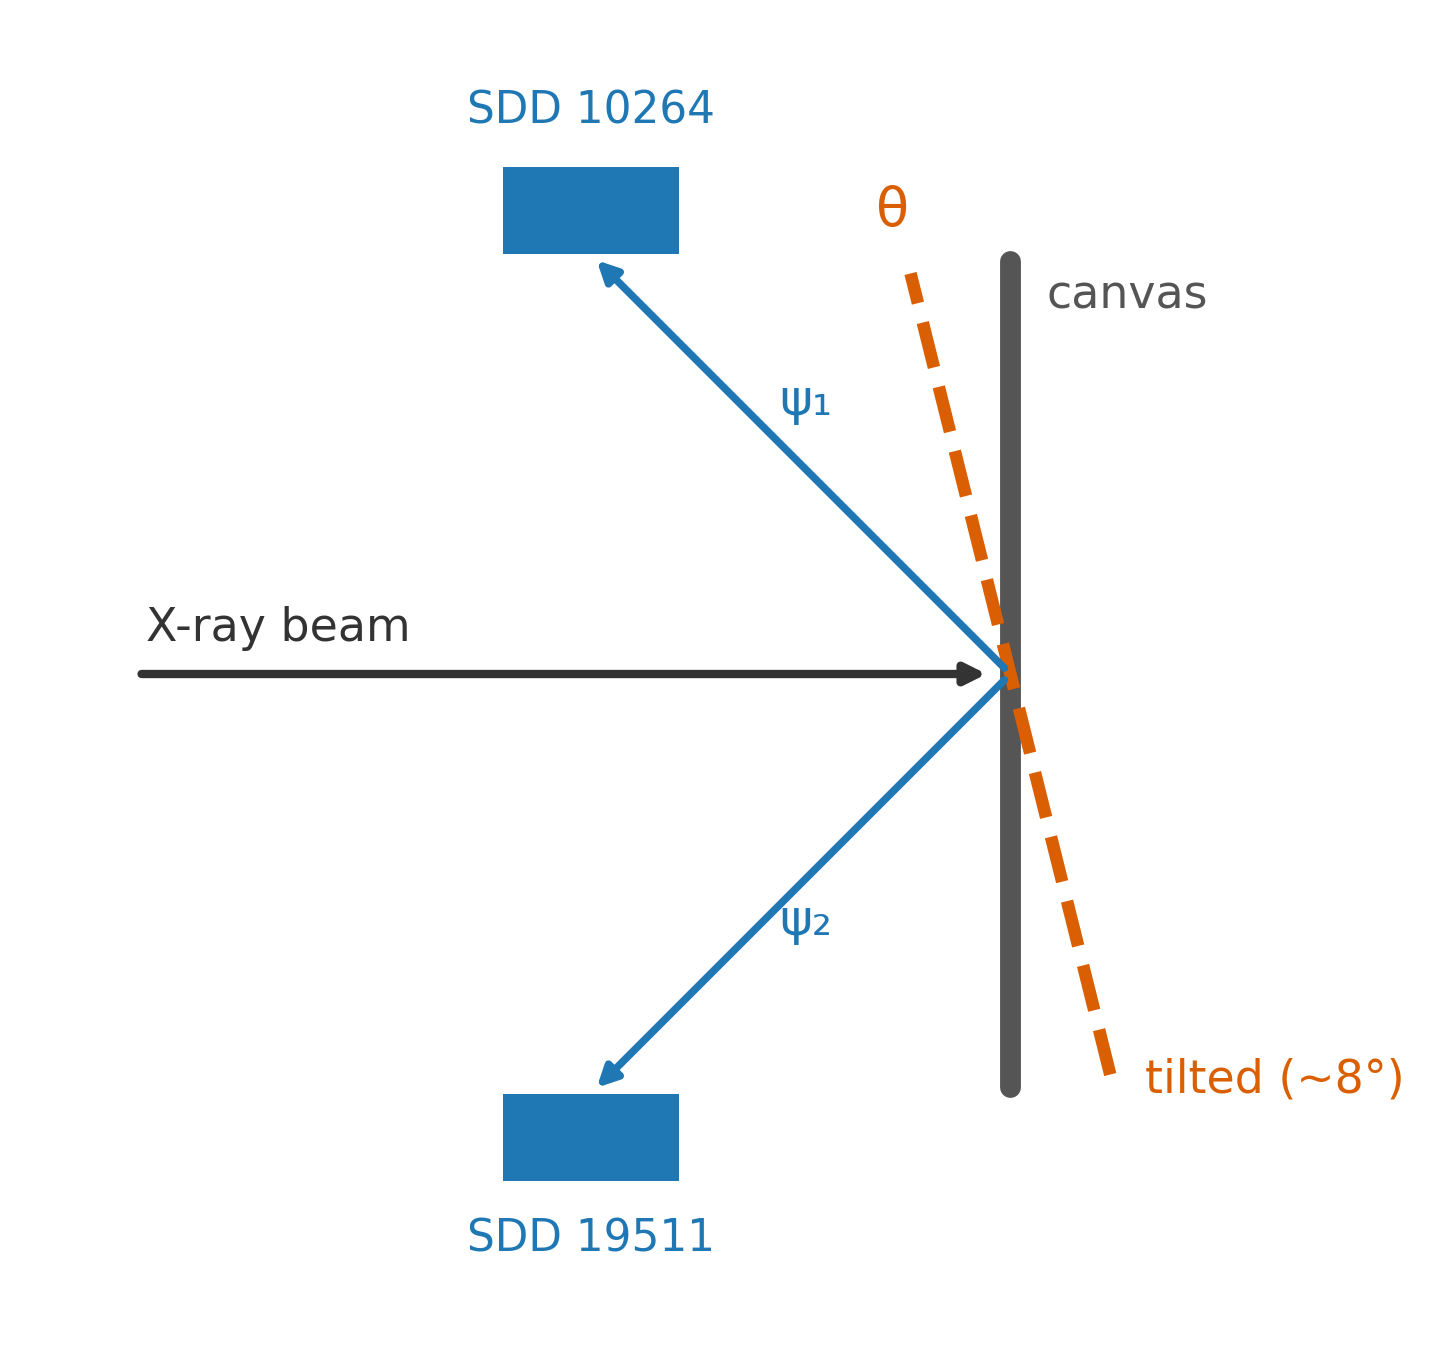 SDD 10264
θ
canvas
ψ₁
X-ray beam
ψ₂
tilted (~8°)
SDD 19511